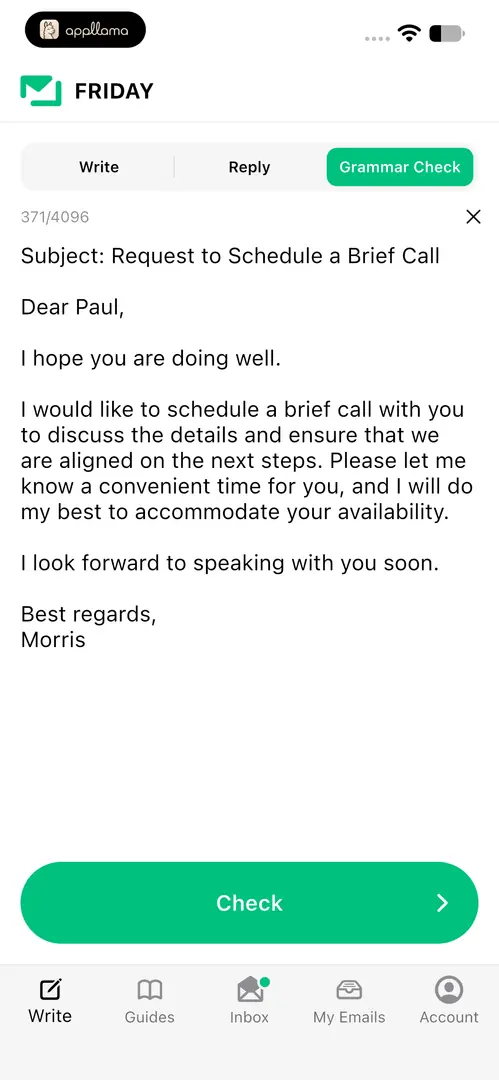 appllama
FRIDAY
Write
Reply
Grammar Check
371/4096
Subject: Request to Schedule a Brief Call
Dear Paul,
I hope you are doing well.
I would like to schedule a brief call with you
to discuss the details and ensure that we
are aligned on the next steps. Please let me
know a convenient time for you, and I will do
my best to accommodate your availability.
I look forward to speaking with you soon.
Best regards,
Morris
Check
Write
Guides
Inbox
My Emails
Account